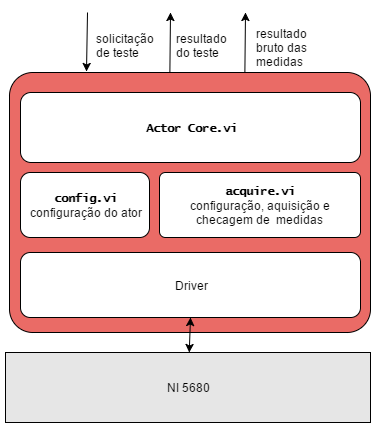 solicitação
de teste
resultado
do teste
resultado
bruto das
medidas
Actor Core.vi
config.vi
configuração do ator
acquire.vi
configuração, aquisição e
checagem de medidas
Driver
NI 5680